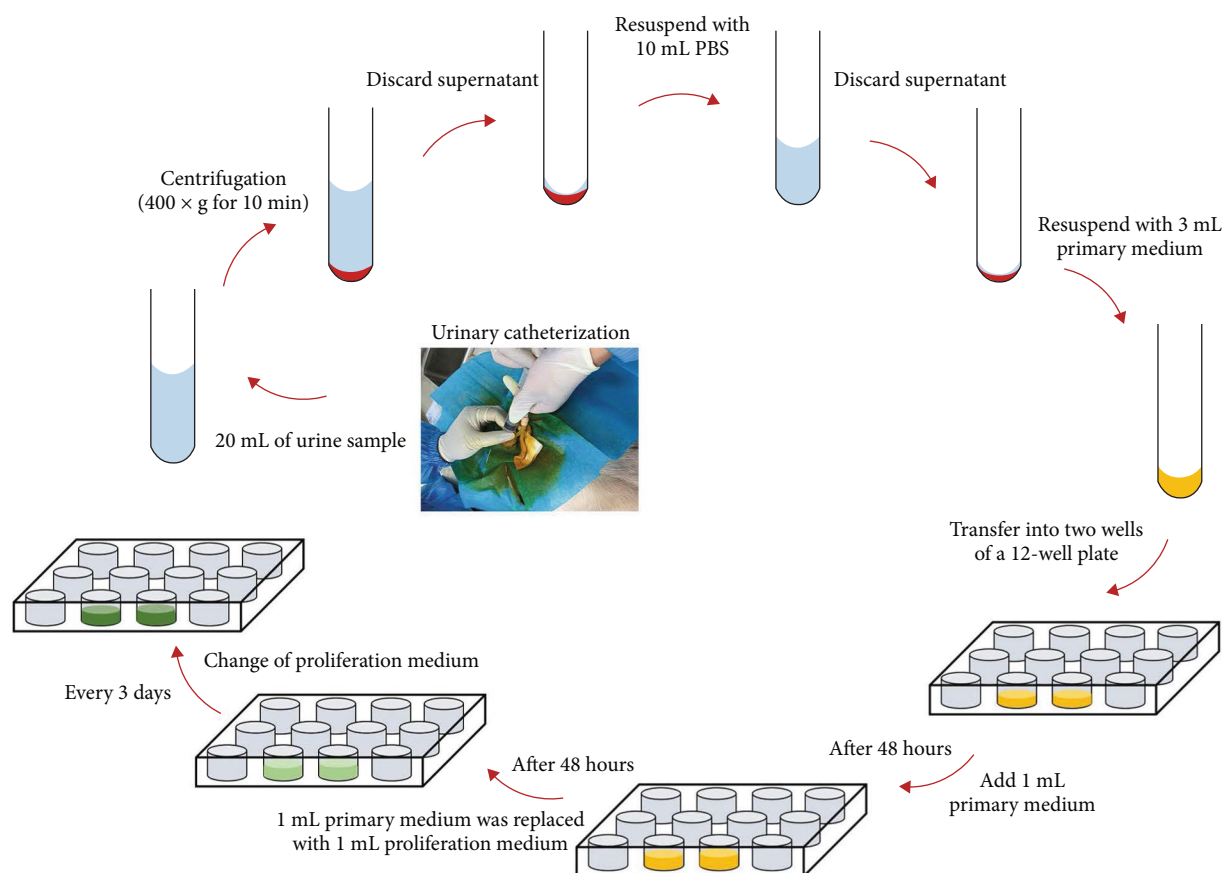 Urinary catheterization
20 mL of urine sample
Centrifugation
(400 × g for 10 min)
Discard supernatant
Resuspend with
10 mL PBS
Discard supernatant
Resuspend with 3 mL
primary medium
Transfer into two wells
of a 12-well plate
After 48 hours
Add 1 mL
primary medium
After 48 hours
1 mL primary medium was replaced
with 1 mL proliferation medium
Change of proliferation medium
Every 3 days